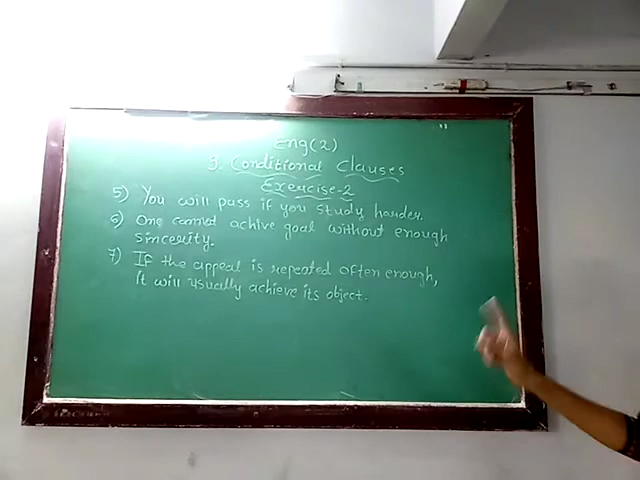 Eng(2)
3. Conditional Clauses
Exercise-2
5) You will pass if you study harder.
6) One cannot achive goal without enough
sincerity.
7) If the appeal is repeated often enough,
it will usually achieve its object.